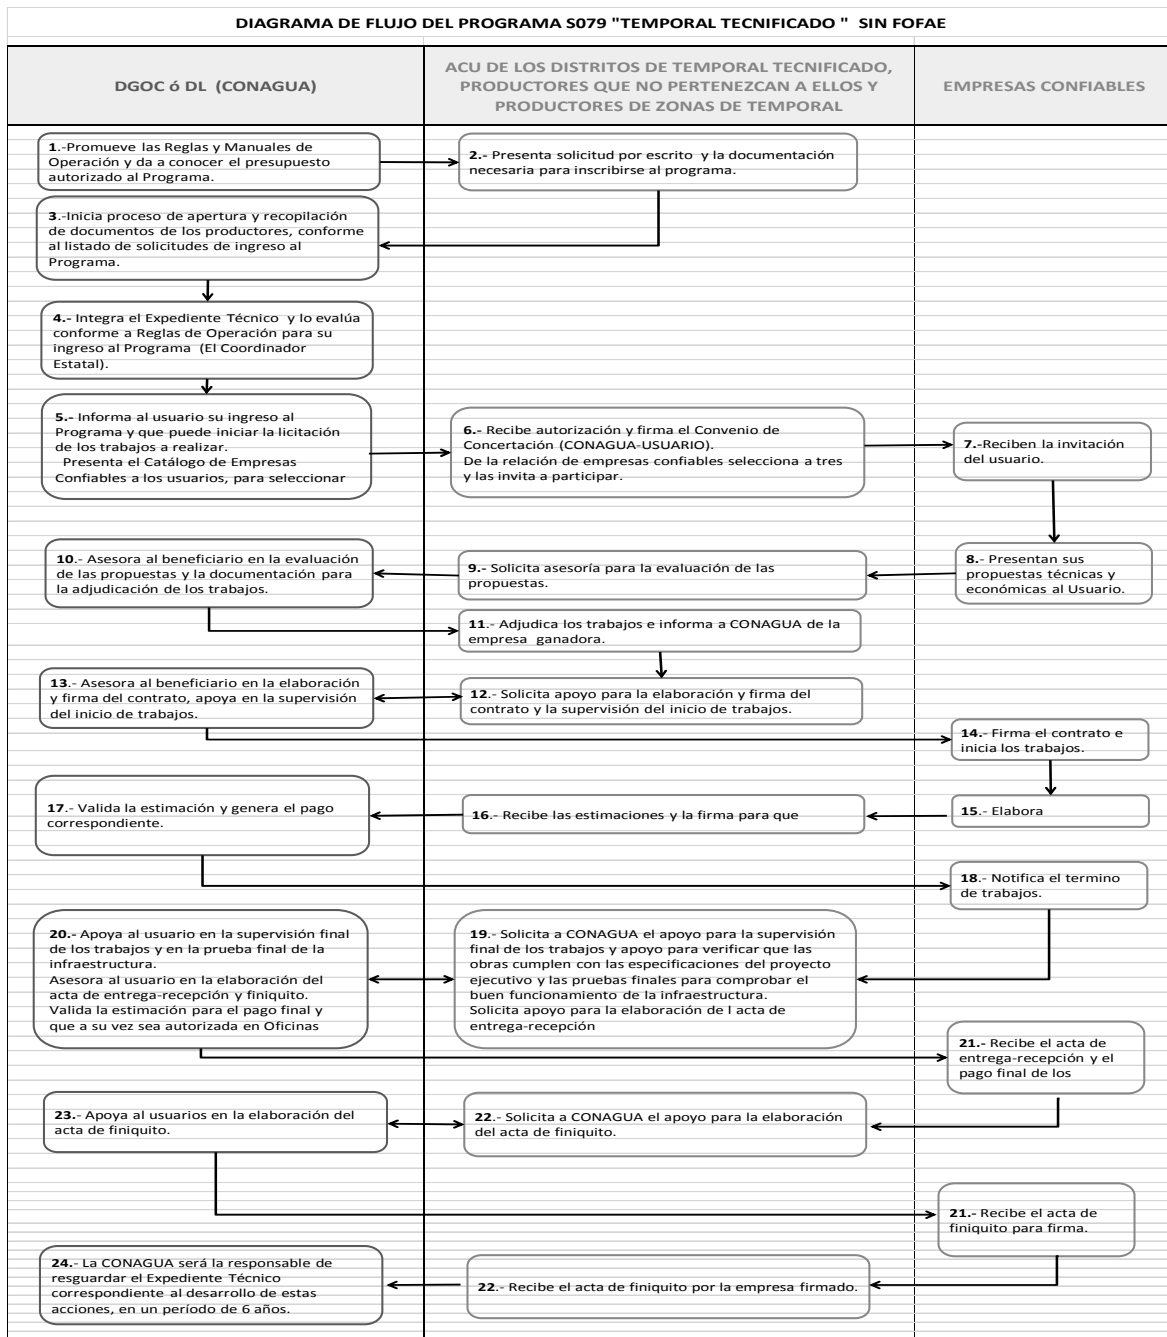 DIAGRAMA DE FLUJO DEL PROGRAMA S079 "TEMPORAL TECNIFICADO " SIN FOFAE
DGOC ó DL (CONAGUA)
ACU DE LOS DISTRITOS DE TEMPORAL TECNIFICADO,
PRODUCTORES QUE NO PERTENEZCAN A ELLOS Y
PRODUCTORES DE ZONAS DE TEMPORAL
EMPRESAS CONFIABLES
1.-Promueve las Reglas y Manuales de
Operación y da a conocer el presupuesto
autorizado al Programa.
2.- Presenta solicitud por escrito y la documentación
necesaria para inscribirse al programa.
3.-Inicia proceso de apertura y recopilación
de documentos de los productores, conforme
al listado de solicitudes de ingreso al
Programa.
4.- Integra el Expediente Técnico y lo evalúa
conforme a Reglas de Operación para su
ingreso al Programa (El Coordinador
Estatal).
5.- Informa al usuario su ingreso al
Programa y que puede iniciar la licitación
de los trabajos a realizar.
Presenta el Catálogo de Empresas
Confiables a los usuarios, para seleccionar
6.- Recibe autorización y firma el Convenio de
Concertación (CONAGUA-USUARIO).
De la relación de empresas confiables selecciona a tres
y las invita a participar.
7.-Reciben la invitación
del usuario.
10.- Asesora al beneficiario en la evaluación
de las propuestas y la documentación para
la adjudicación de los trabajos.
9.- Solicita asesoría para la evaluación de las
propuestas.
8.- Presentan sus
propuestas técnicas y
económicas al Usuario.
11.- Adjudica los trabajos e informa a CONAGUA de la
empresa ganadora.
13.- Asesora al beneficiario en la elaboración
y firma del contrato, apoya en la supervisión
del inicio de trabajos.
12.- Solicita apoyo para la elaboración y firma del
contrato y la supervisión del inicio de trabajos.
14.- Firma el contrato e
inicia los trabajos.
17.- Valida la estimación y genera el pago
correspondiente.
16.- Recibe las estimaciones y la firma para que
15.- Elabora
18.- Notifica el termino
de trabajos.
20.- Apoya al usuario en la supervisión final
de los trabajos y en la prueba final de la
infraestructura.
Asesora al usuario en la elaboración del
acta de entrega-recepción y finiquito.
Valida la estimación para el pago final y
que a su vez sea autorizada en Oficinas
19.- Solicita a CONAGUA el apoyo para la supervisión
final de los trabajos y apoyo para verificar que las
obras cumplen con las especificaciones del proyecto
ejecutivo y las pruebas finales para comprobar el
buen funcionamiento de la infraestructura.
Solicita apoyo para la elaboración de l acta de
entrega-recepción
21.- Recibe el acta de
entrega-recepción y el
pago final de los
23.- Apoya al usuarios en la elaboración del
acta de finiquito.
22.- Solicita a CONAGUA el apoyo para la elaboración
del acta de finiquito.
21.- Recibe el acta de
finiquito para firma.
24.- La CONAGUA será la responsable de
resguardar el Expediente Técnico
correspondiente al desarrollo de estas
acciones, en un período de 6 años.
22.- Recibe el acta de finiquito por la empresa firmado.